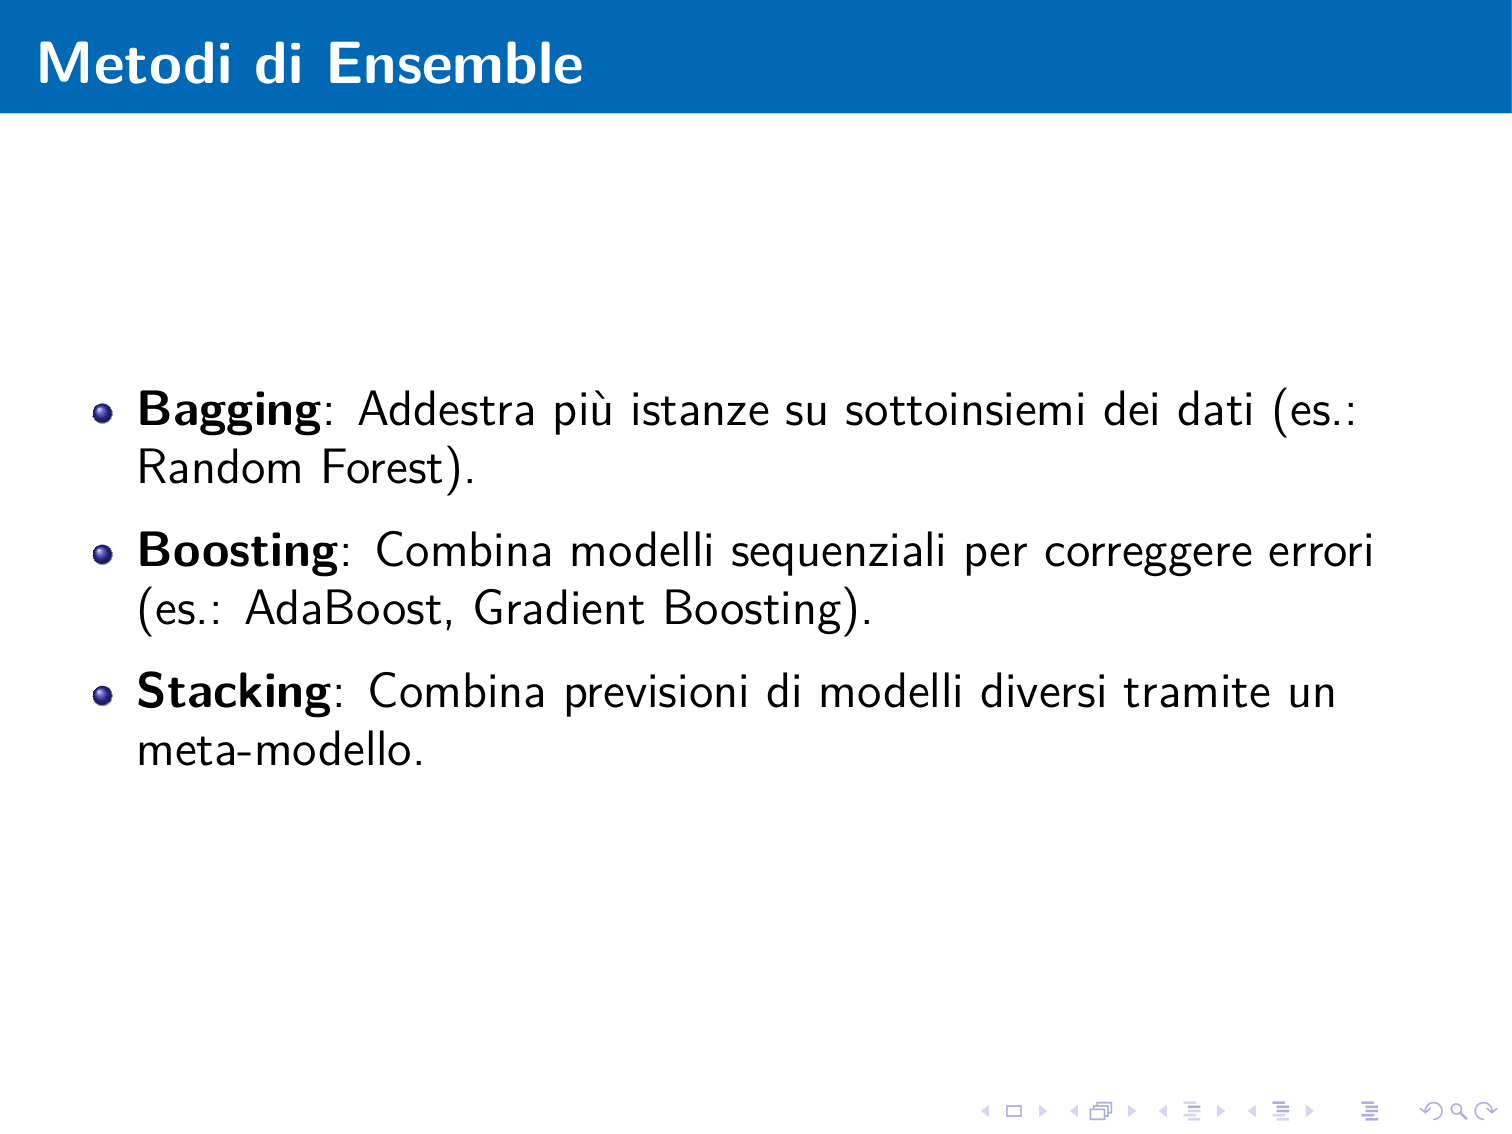 Metodi di Ensemble
Bagging: Addestra più istanze su sottoinsiemi dei dati (es.:
Random Forest).
Boosting: Combina modelli sequenziali per correggere errori
(es.: AdaBoost, Gradient Boosting).
Stacking: Combina previsioni di modelli diversi tramite un
meta-modello.